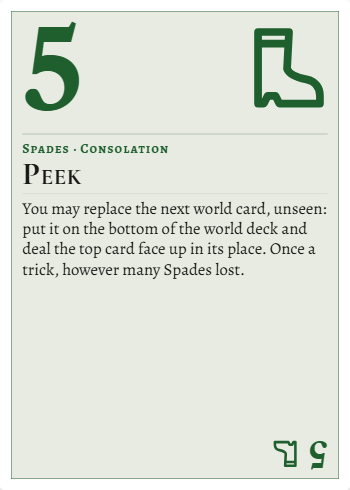 5
Spades · Consolation
Peek
You may replace the next world card, unseen:
put it on the bottom of the world deck and
deal the top card face up in its place. Once a
trick, however many Spades lost.
5